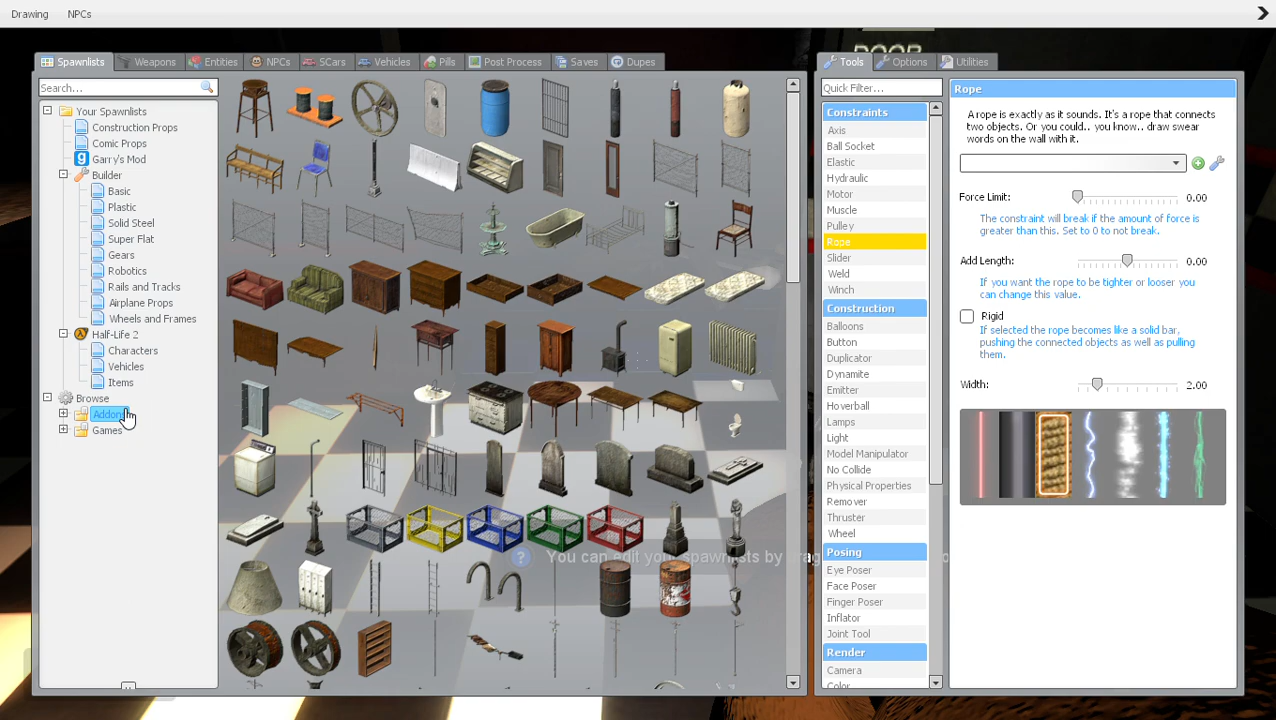 Drawing NPCs
DOOR
Spawnlists Weapons Entities NPCs SCars Vehicles Pills Post Process Saves Dupes
Search...
Your Spawnlists
Construction Props
Comic Props
Garry's Mod
Builder
Basic
Plastic
Solid Steel
Super Flat
Gears
Robotics
Rails and Tracks
Airplane Props
Wheels and Frames
Half-Life 2
Characters
Vehicles
Items
Browse
Games
You can edit your spawnlists by
Tools Options Utilities
Quick Filter...
Constraints
Axis
Ball Socket
Elastic
Hydraulic
Motor
Muscle
Pulley
Rope
Slider
Weld
Winch
Construction
Balloons
Button
Duplicator
Dynamite
Emitter
Hoverball
Lamps
Light
Model Manipulator
No Collide
Physical Properties
Remover
Thruster
Wheel
Posing
Eye Poser
Face Poser
Finger Poser
Inflator
Joint Tool
Render
Camera
Color
Rope
A rope is exactly as it sounds. It's a rope that connects
two objects. Or you could.. you know.. draw swear
words on the wall with it.
Force Limit: 0.00
The constraint will break if the amount of force is
greater than this. Set to 0 to not break.
Add Length: 0.00
If you want the rope to be tighter or looser you
can change this value.
Rigid
If selected the rope becomes like a solid bar,
pushing the connected objects as well as pulling
them.
Width: 2.00